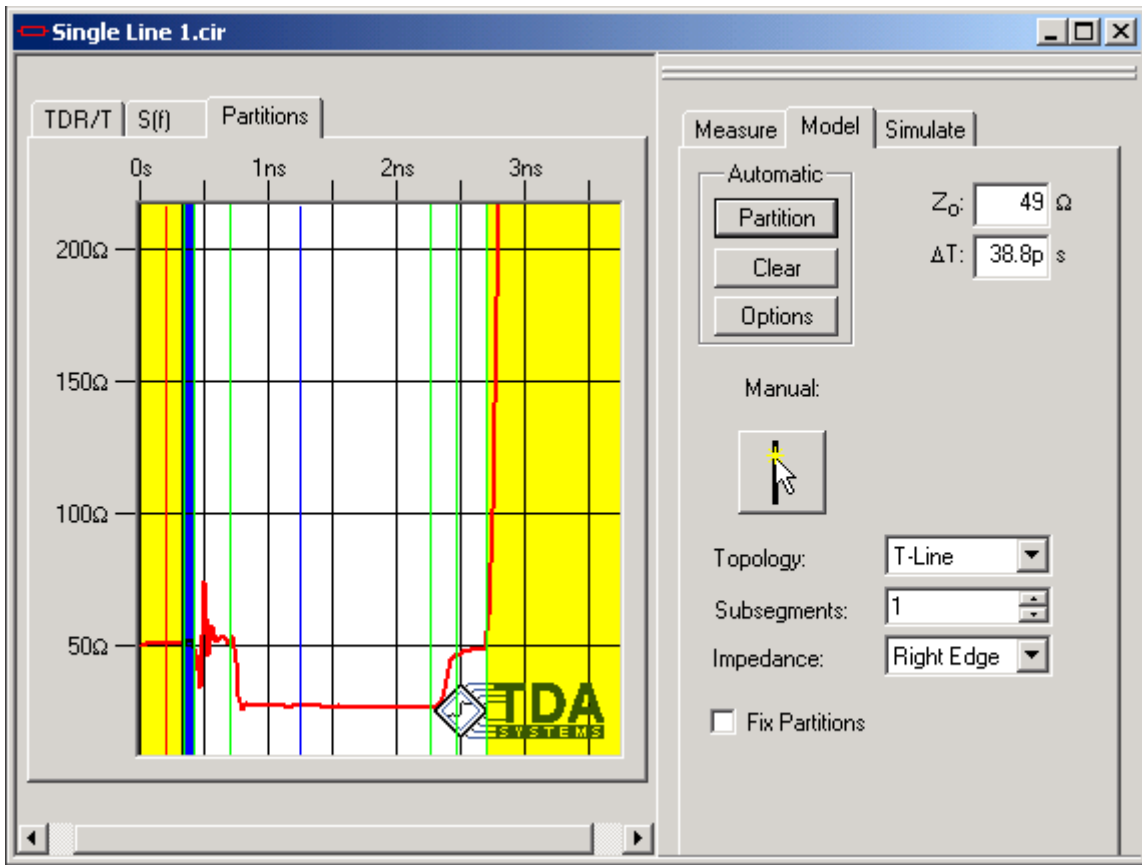 Single Line 1.cir
TDR/T S(f) Partitions
0s 1ns 2ns 3ns
200Ω
150Ω
100Ω
50Ω
TDA
SYSTEMS
Measure Model Simulate
Automatic
Partition
Clear
Options
Zo: 49 Ω
ΔT: 38.8p s
Manual:
Topology: T-Line
Subsegments: 1
Impedance: Right Edge
Fix Partitions